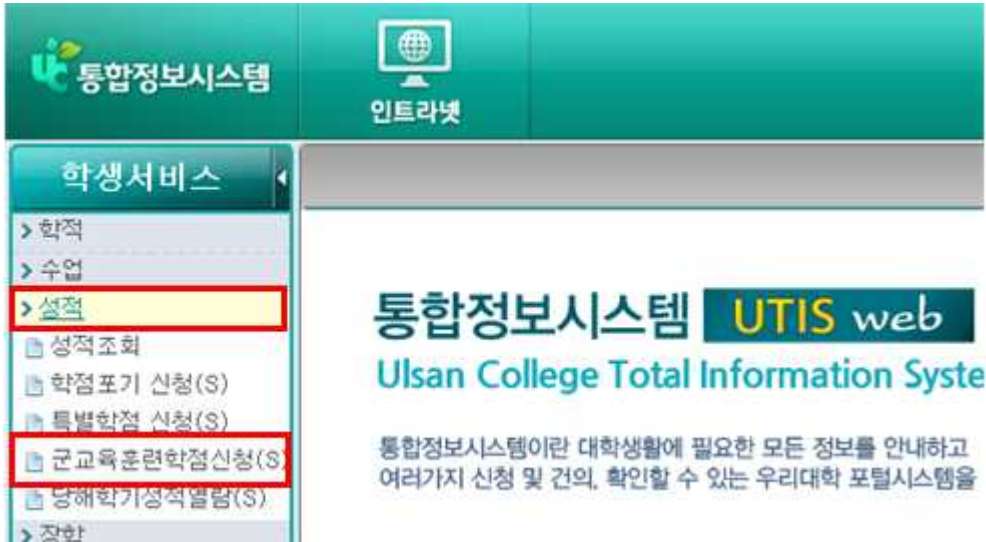 UC 통합정보시스템
인트라넷
학생서비스
학적
수업
성적
성적조회
학점포기 신청(S)
특별학점 신청(S)
군교육훈련학점신청(S)
당해학기성적열람(S)
장학
통합정보시스템 UTIS web
Ulsan College Total Information Syste
통합정보시스템이란 대학생활에 필요한 모든 정보를 안내하고
여러가지 신청 및 건의, 확인할 수 있는 우리대학 포털시스템을